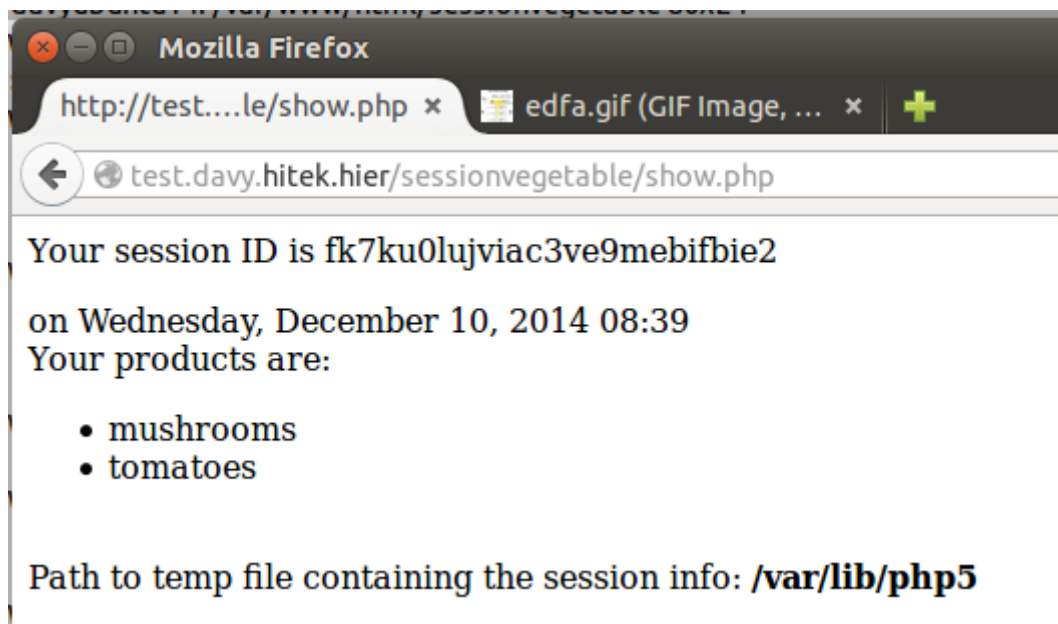 Mozilla Firefox
http://test....le/show.php × edfa.gif (GIF Image, ... ×
test.davy.hitek.hier/sessionvegetable/show.php
Your session ID is fk7ku0lujviac3ve9mebifbie2
on Wednesday, December 10, 2014 08:39
Your products are:
• mushrooms
• tomatoes
Path to temp file containing the session info: /var/lib/php5